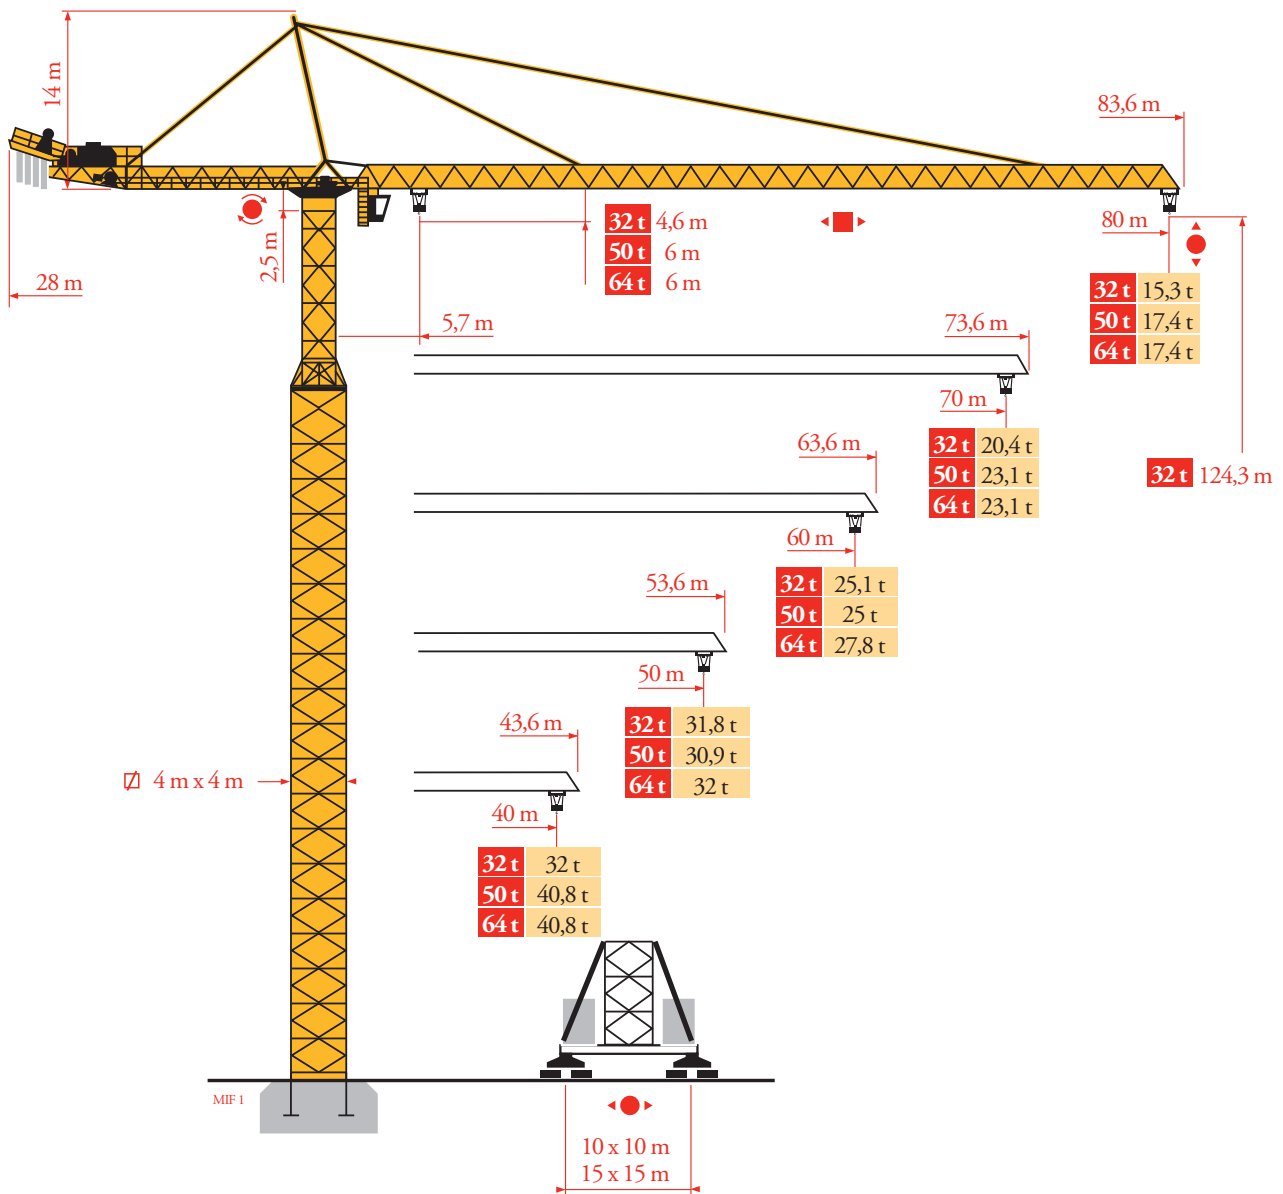 14 m
83,6 m
32 t 4,6 m
50 t 6 m
64 t 6 m
80 m
2,5 m
28 m
32 t 15,3 t
50 t 17,4 t
64 t 17,4 t
5,7 m
73,6 m
70 m
32 t 20,4 t
50 t 23,1 t
64 t 23,1 t
32 t 124,3 m
63,6 m
60 m
32 t 25,1 t
50 t 25 t
64 t 27,8 t
53,6 m
50 m
32 t 31,8 t
50 t 30,9 t
64 t 32 t
43,6 m
4 m x 4 m
40 m
32 t 32 t
50 t 40,8 t
64 t 40,8 t
MIF 1
10 x 10 m
15 x 15 m